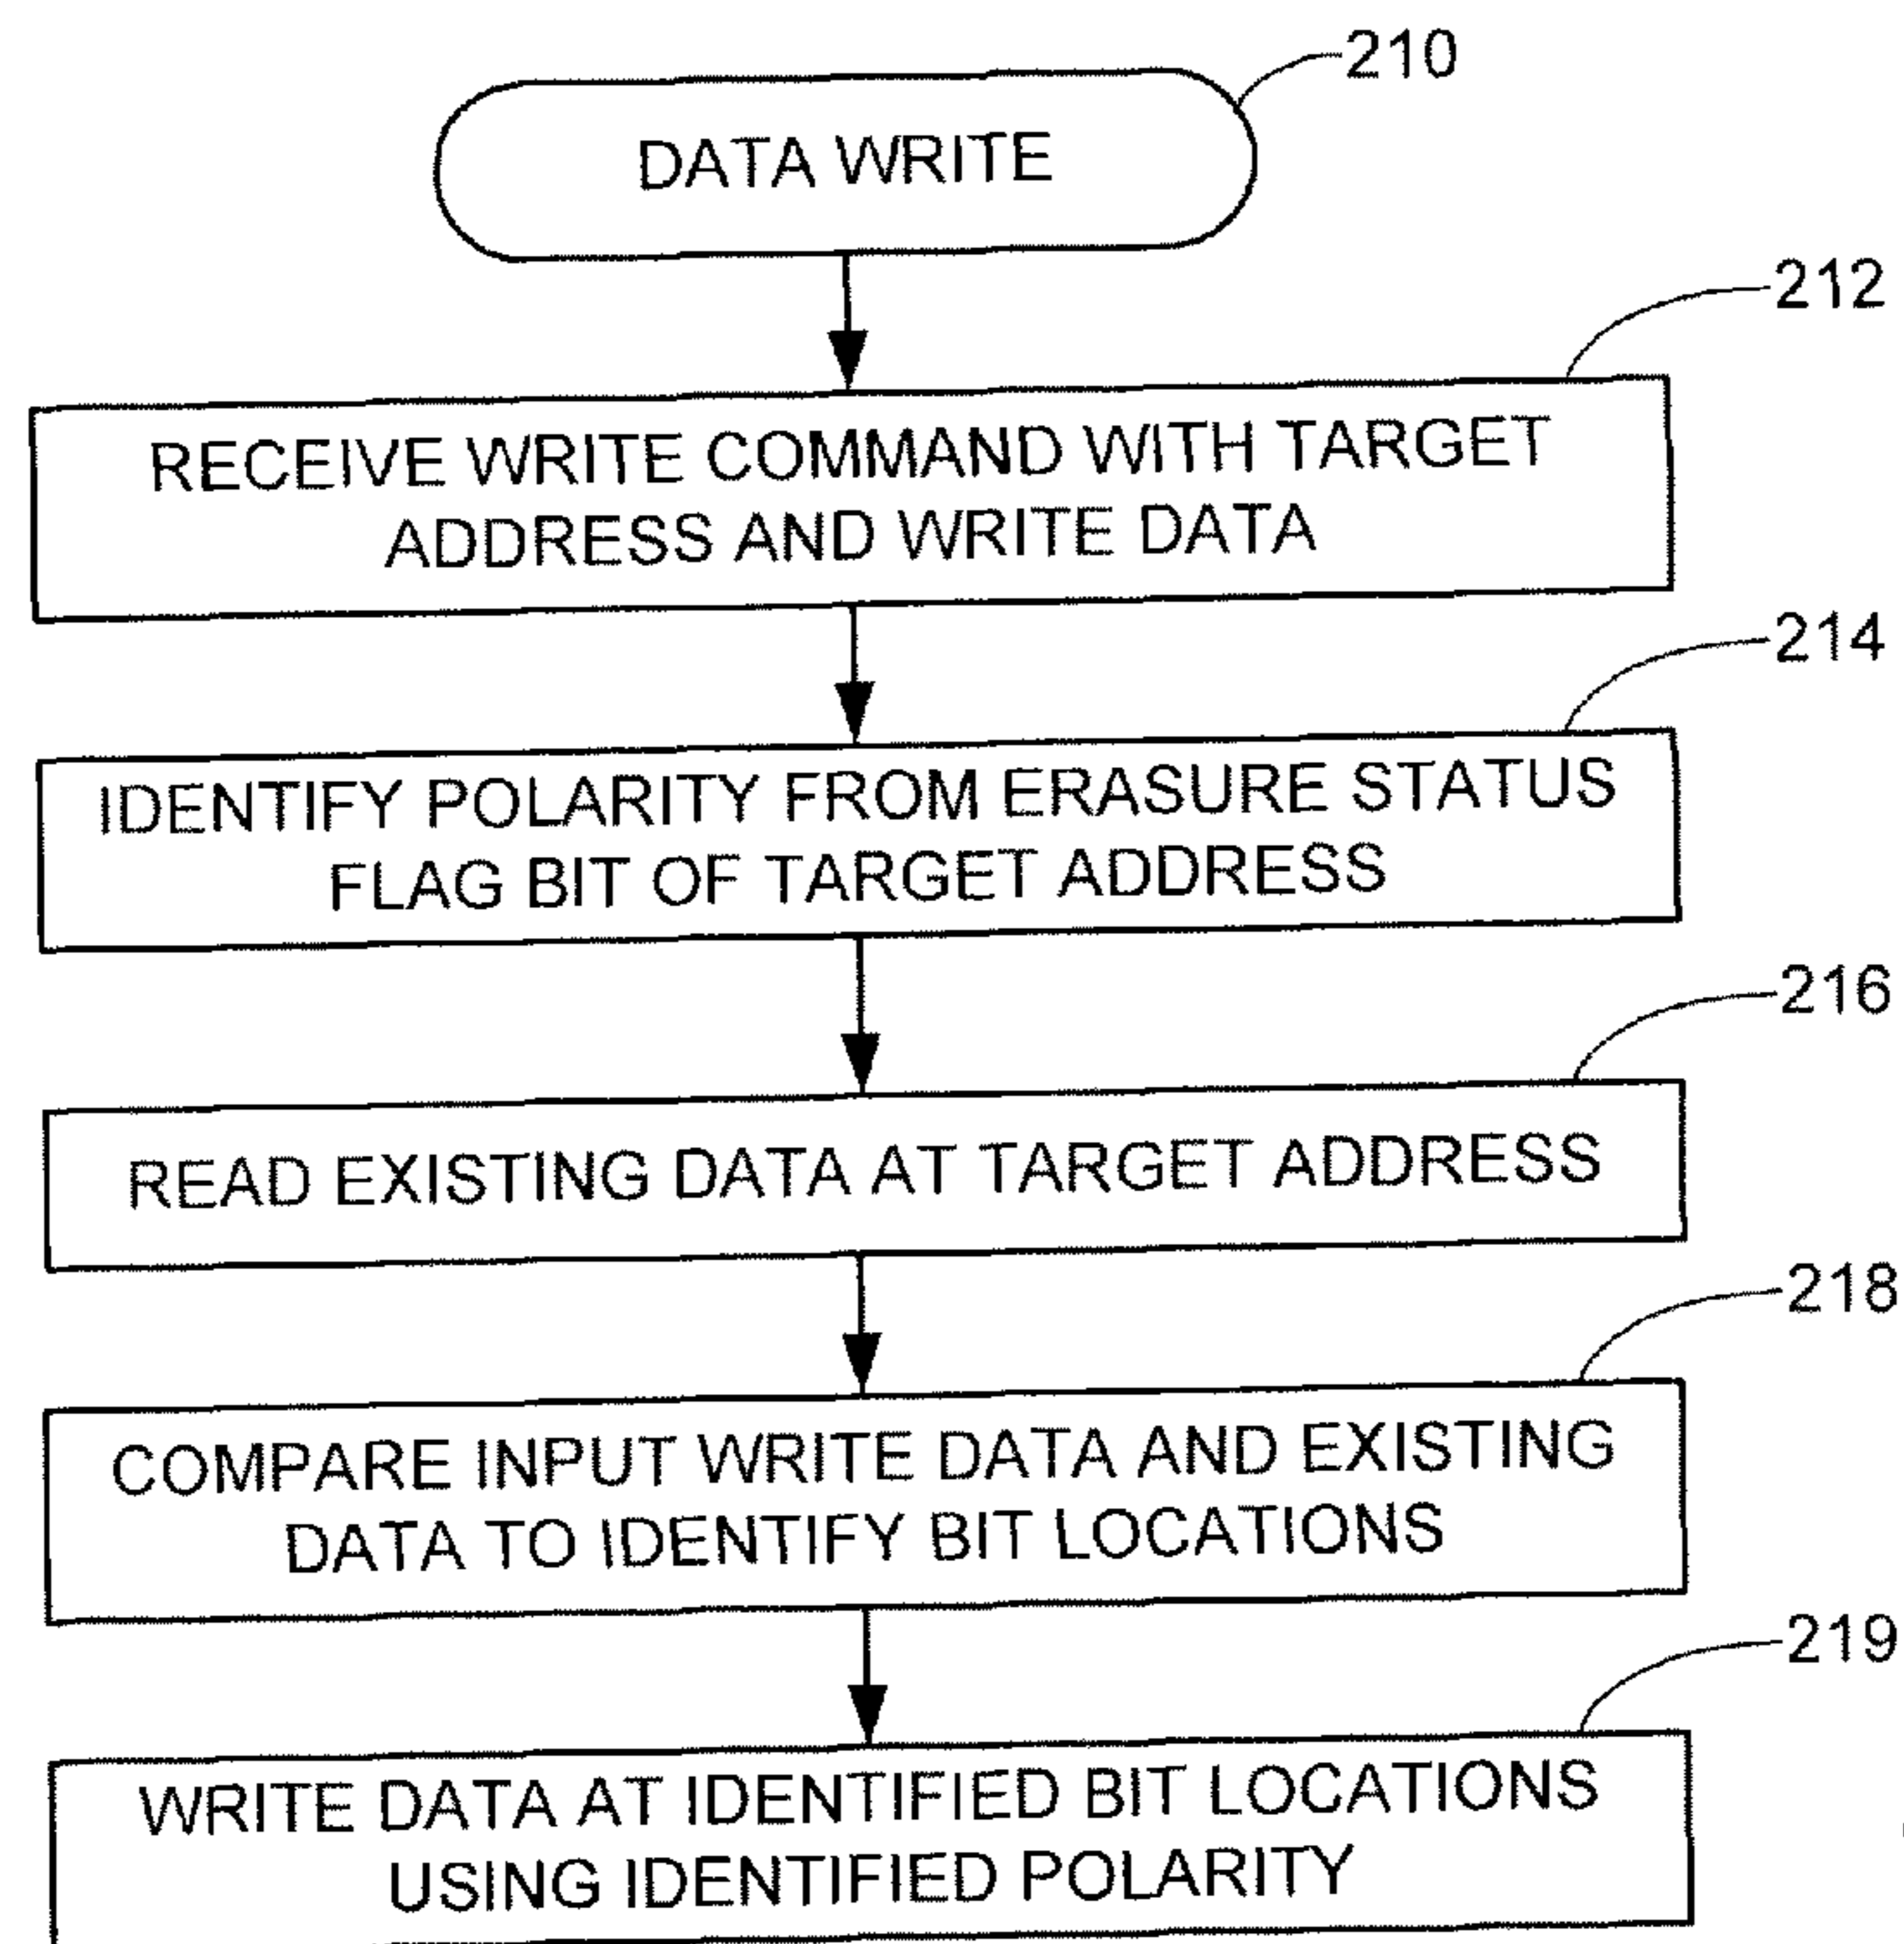 210
DATA WRITE
212
RECEIVE WRITE COMMAND WITH TARGET
ADDRESS AND WRITE DATA
214
IDENTIFY POLARITY FROM ERASURE STATUS
FLAG BIT OF TARGET ADDRESS
216
READ EXISTING DATA AT TARGET ADDRESS
218
COMPARE INPUT WRITE DATA AND EXISTING
DATA TO IDENTIFY BIT LOCATIONS
219
WRITE DATA AT IDENTIFIED BIT LOCATIONS
USING IDENTIFIED POLARITY